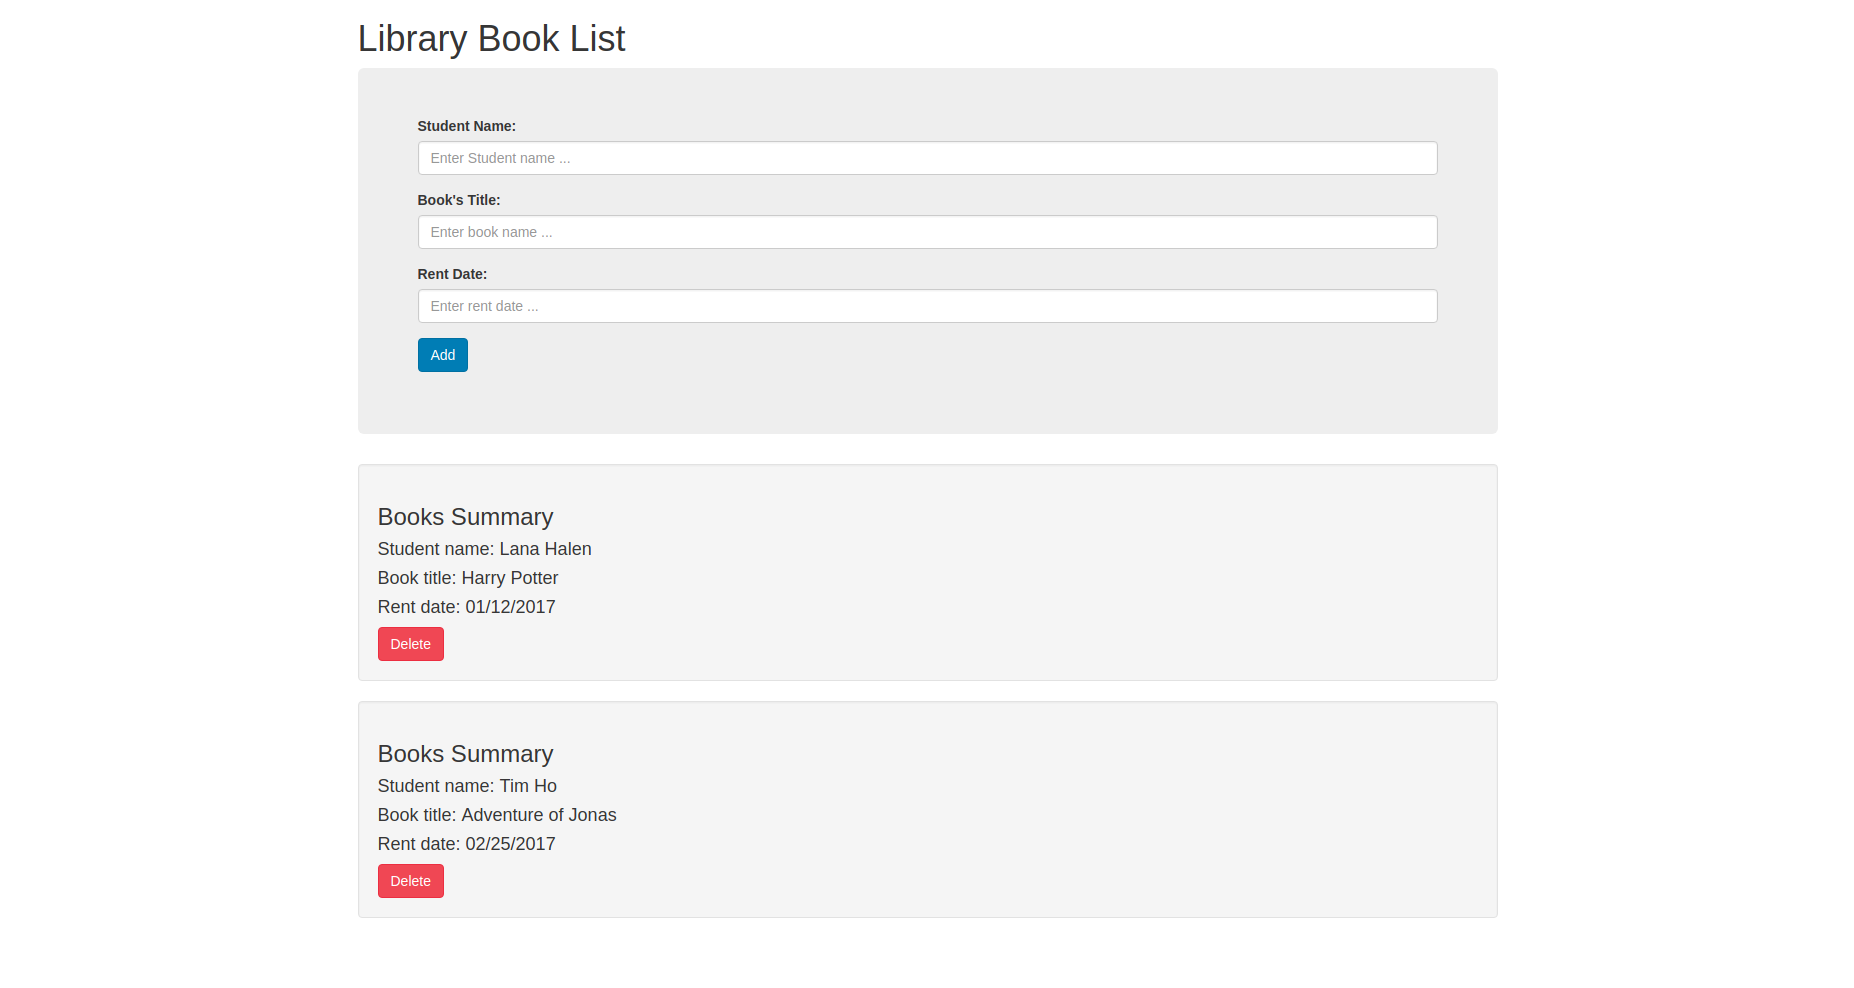 Library Book List
Student Name:
Enter Student name ...
Book's Title:
Enter book name ...
Rent Date:
Enter rent date ...
Add
Books Summary
Student name: Lana Halen
Book title: Harry Potter
Rent date: 01/12/2017
Delete
Books Summary
Student name: Tim Ho
Book title: Adventure of Jonas
Rent date: 02/25/2017
Delete